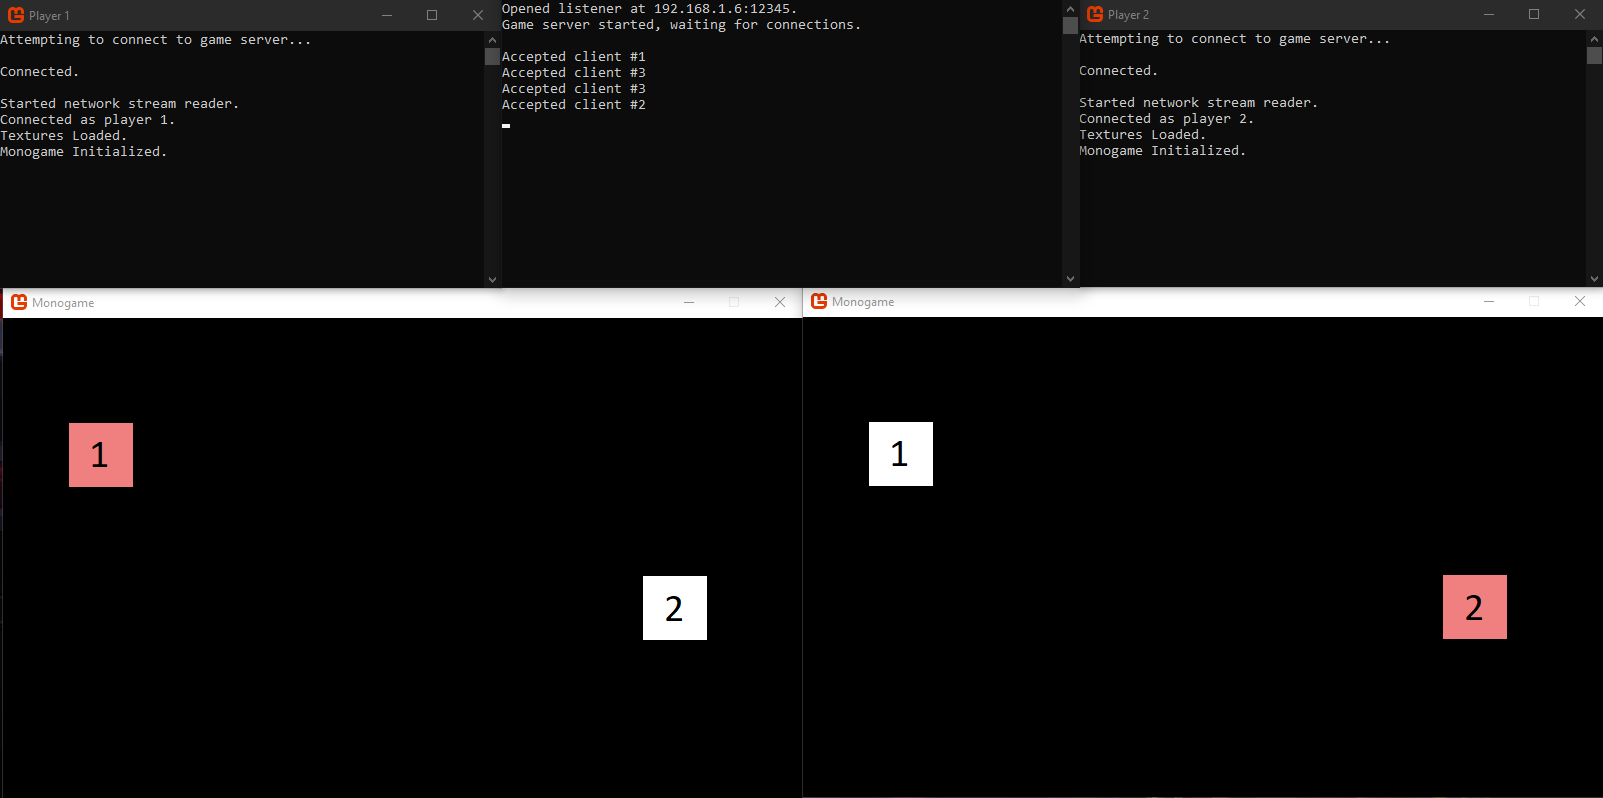 Player 1
Attempting to connect to game server...
Connected.
Started network stream reader.
Connected as player 1.
Textures Loaded.
Monogame Initialized.
Opened listener at 192.168.1.6:12345.
Game server started, waiting for connections.
Accepted client #1
Accepted client #3
Accepted client #3
Accepted client #2
Player 2
Attempting to connect to game server...
Connected.
Started network stream reader.
Connected as player 2.
Textures Loaded.
Monogame Initialized.
Monogame
1
2
Monogame
1
2